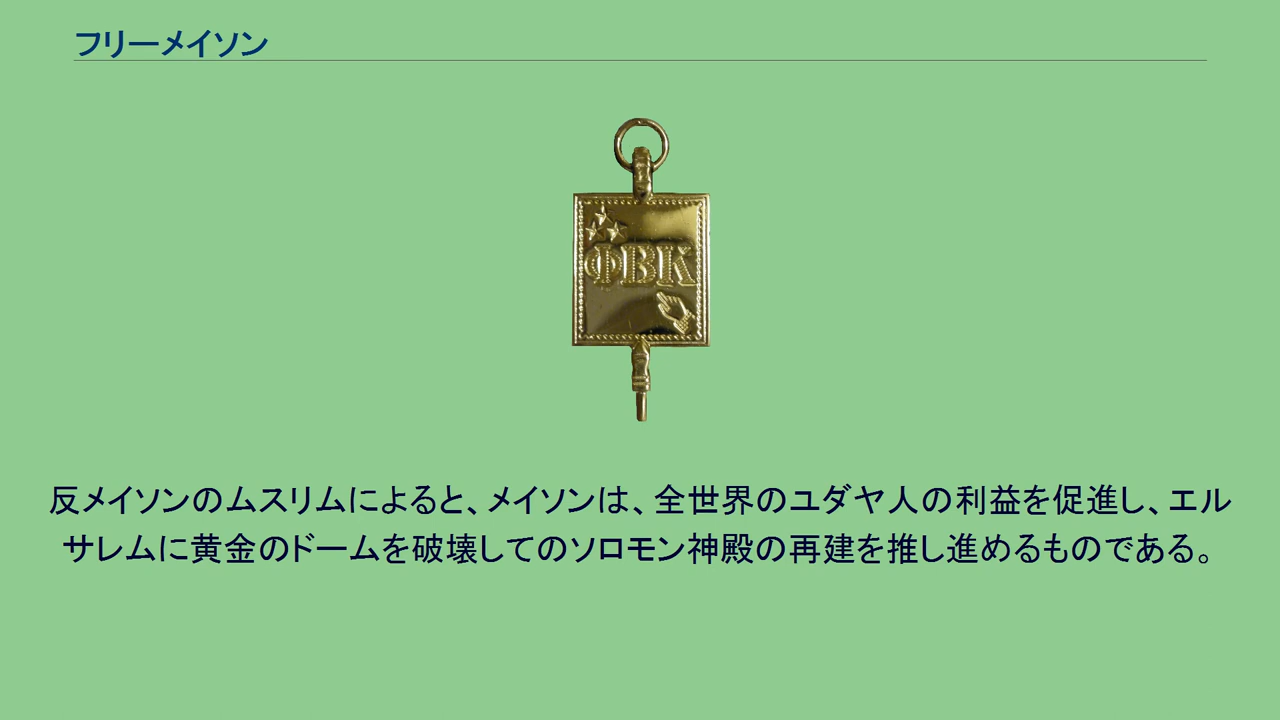 フリーメイソン
ΦΒΚ
反メイソンのムスリムによると、メイソンは、全世界のユダヤ人の利益を促進し、エル
サレムに黄金のドームを破壊してのソロモン神殿の再建を推し進めるものである。